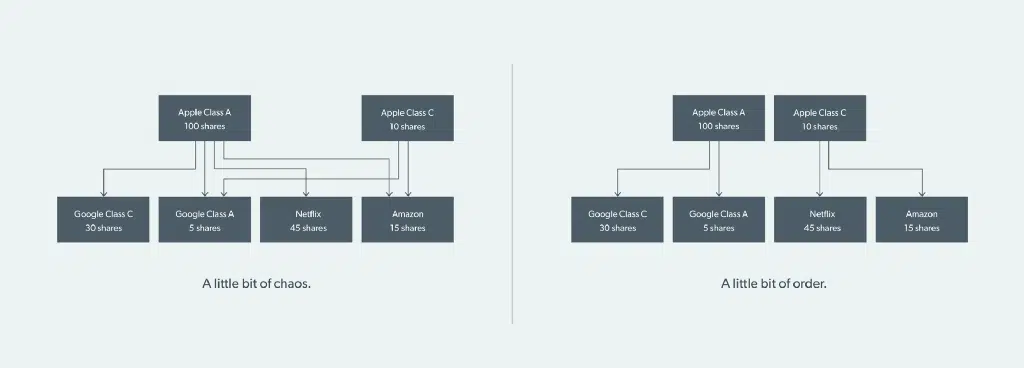 Apple Class A
100 shares
Apple Class C
10 shares
Google Class C
30 shares
Google Class A
5 shares
Netflix
45 shares
Amazon
15 shares
A little bit of chaos.
Apple Class A
100 shares
Apple Class C
10 shares
Google Class C
30 shares
Google Class A
5 shares
Netflix
45 shares
Amazon
15 shares
A little bit of order.